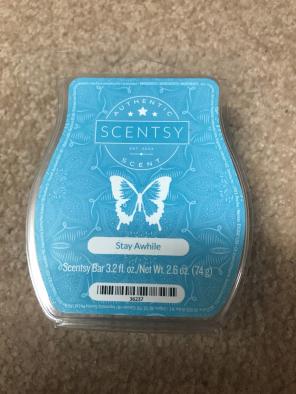 AUTHENTIC
SCENTSY
EST. 2004
SCENT
Stay Awhile
Scentsy Bar 3.2 fl. oz./Net Wt. 2.6 oz. (74 g)
36237